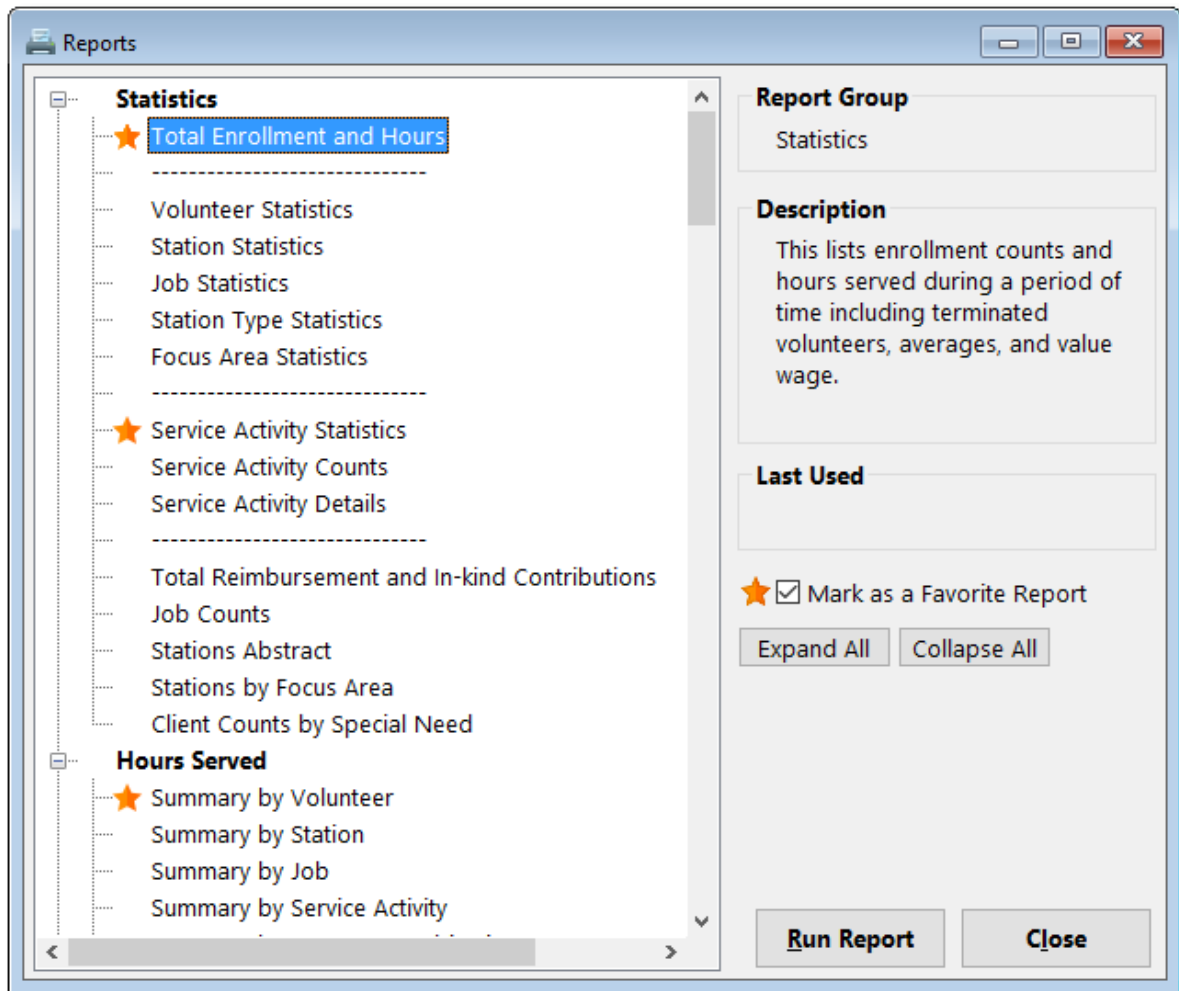 Reports
Statistics
Total Enrollment and Hours
------------------------------
Volunteer Statistics
Station Statistics
Job Statistics
Station Type Statistics
Focus Area Statistics
------------------------------
Service Activity Statistics
Service Activity Counts
Service Activity Details
------------------------------
Total Reimbursement and In-kind Contributions
Job Counts
Stations Abstract
Stations by Focus Area
Client Counts by Special Need
Hours Served
Summary by Volunteer
Summary by Station
Summary by Job
Summary by Service Activity
Report Group
Statistics
Description
This lists enrollment counts and
hours served during a period of
time including terminated
volunteers, averages, and value
wage.
Last Used
Mark as a Favorite Report
Expand All Collapse All
Run Report Close